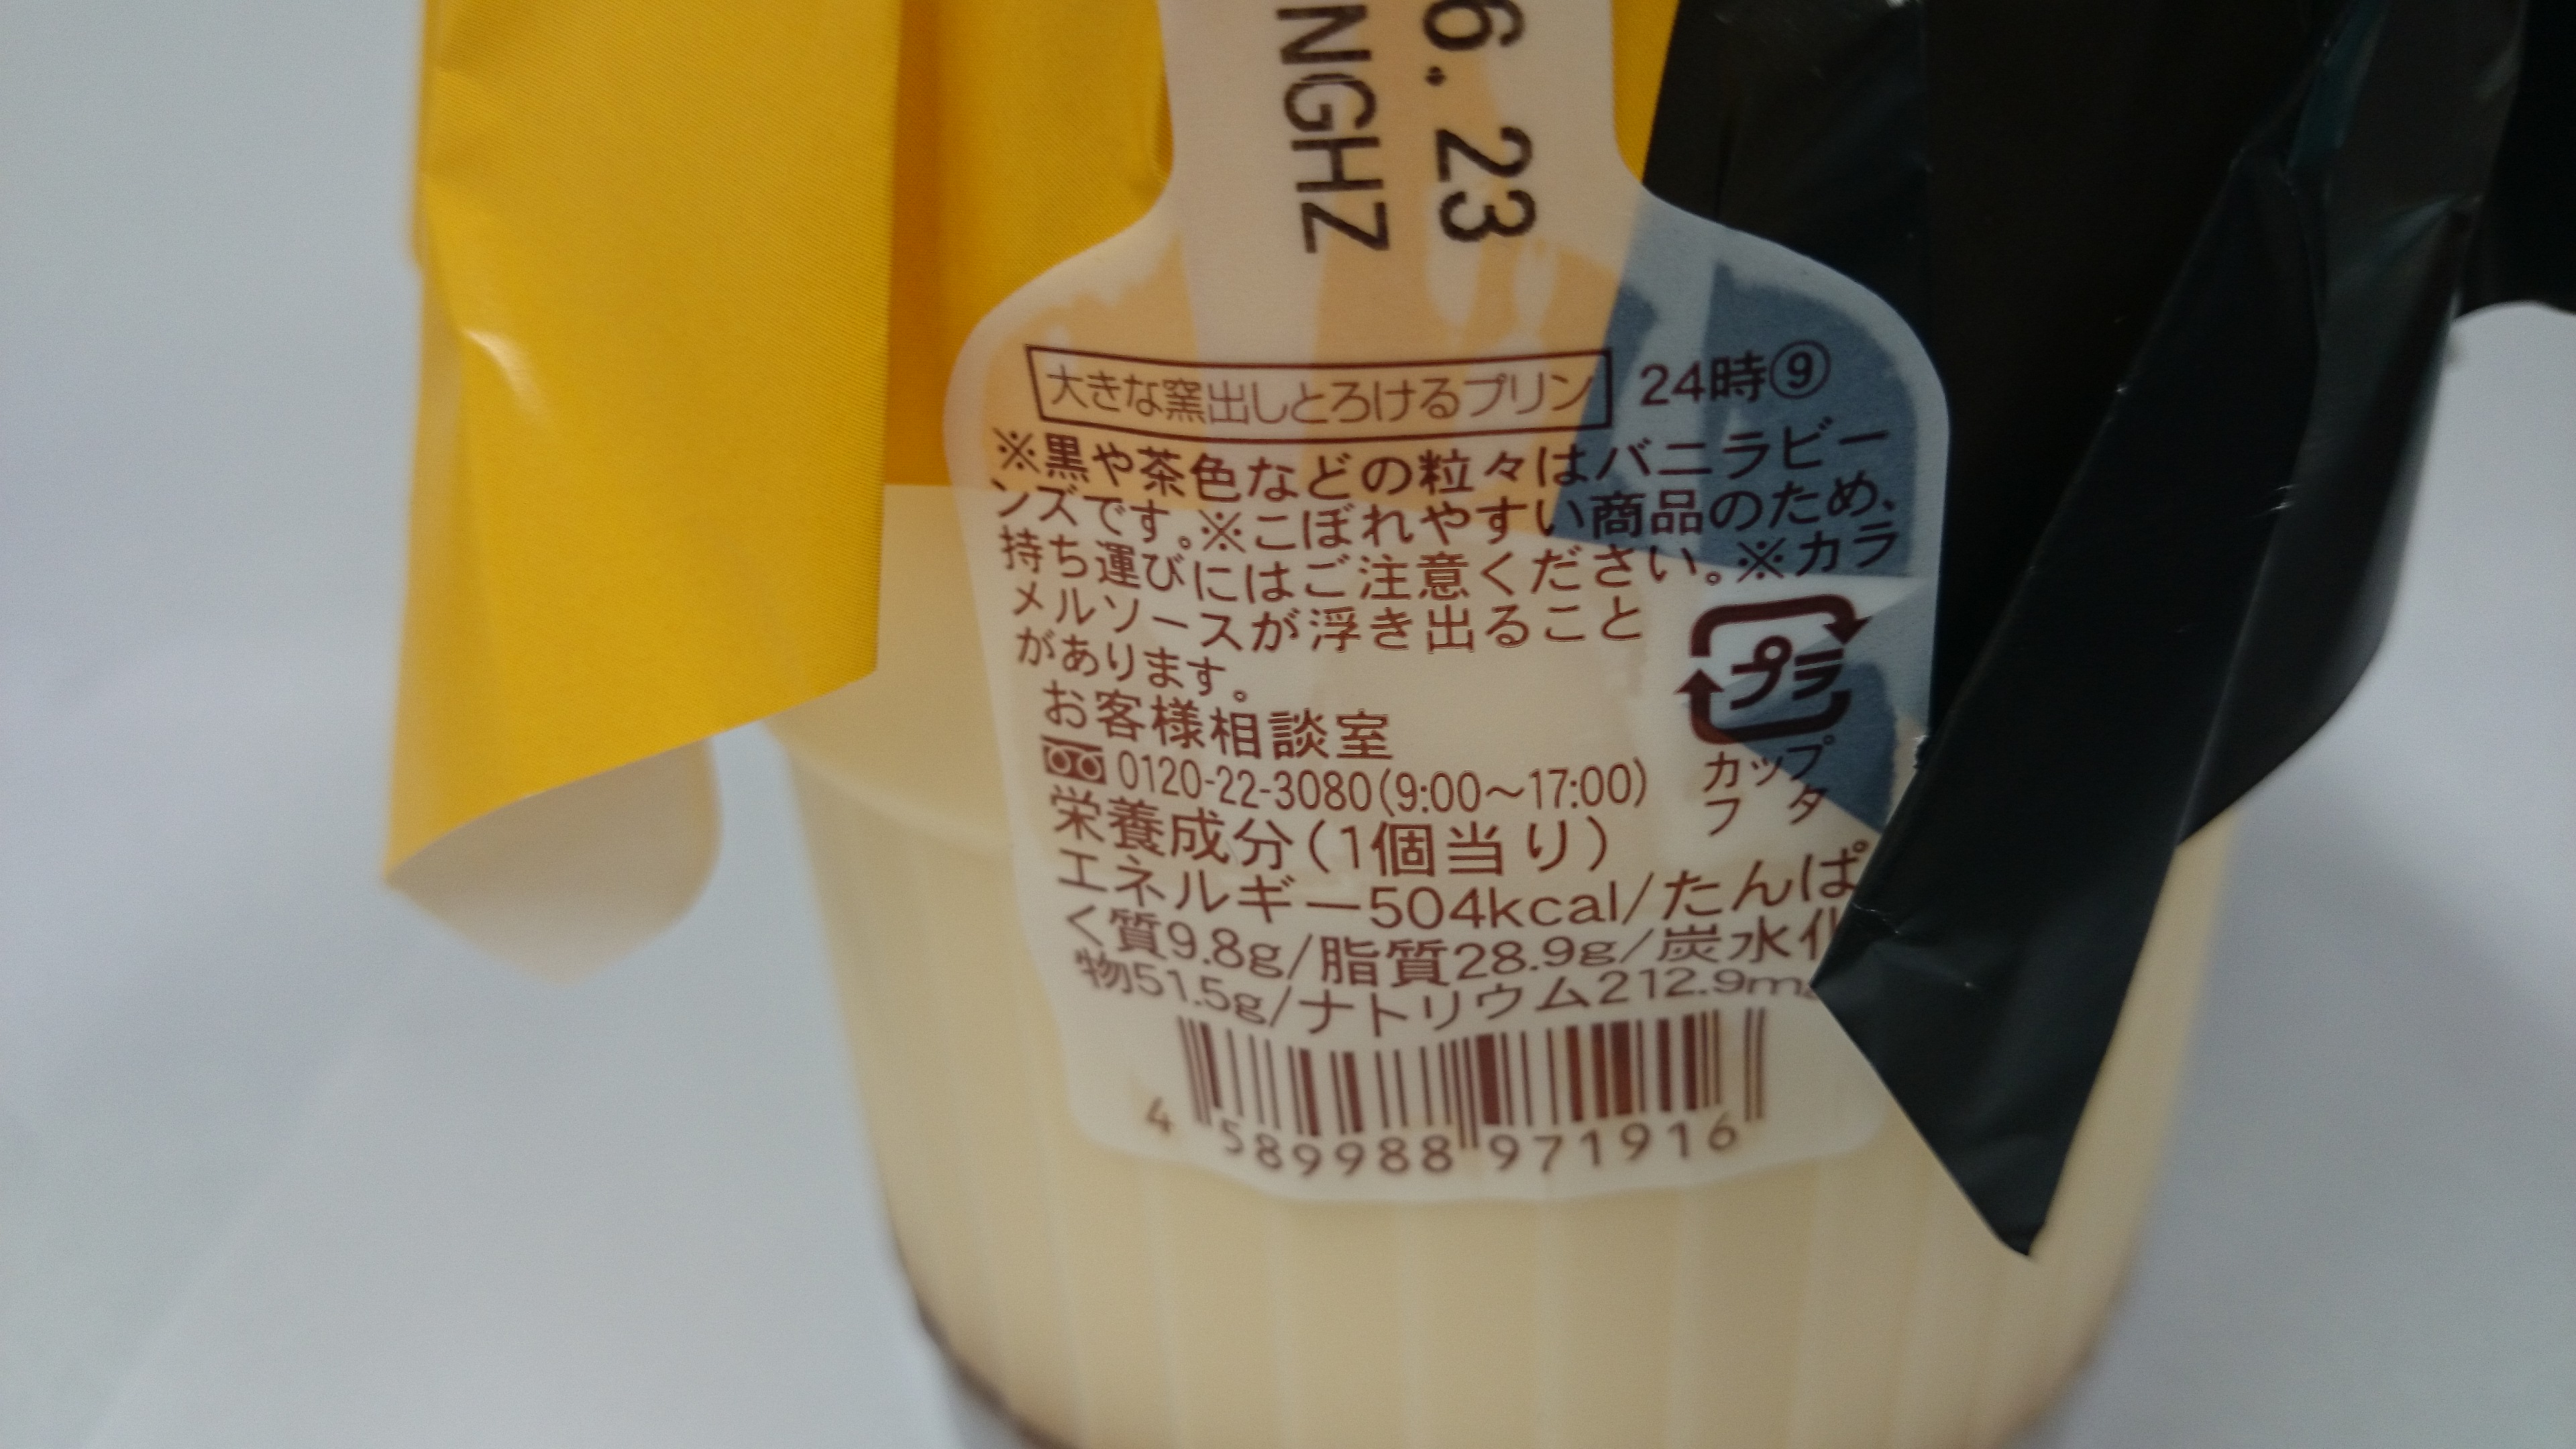 6. 23
NGHZ
大きな窯出しとろけるプリン 24時⑨
※黒や茶色などの粒々はバニラビー
ンズです。※こぼれやすい商品のため、
持ち運びにはご注意ください。※カラ
メルソースが浮き出ること
があります。
プラ
カップ
フタ
お客様相談室
0120-22-3080(9:00～17:00)
栄養成分(1個当り)
エネルギー504kcal/たんぱ
く質9.8g/脂質28.9g/炭水化
物51.5g/ナトリウム212.9mg
4 589988 971916